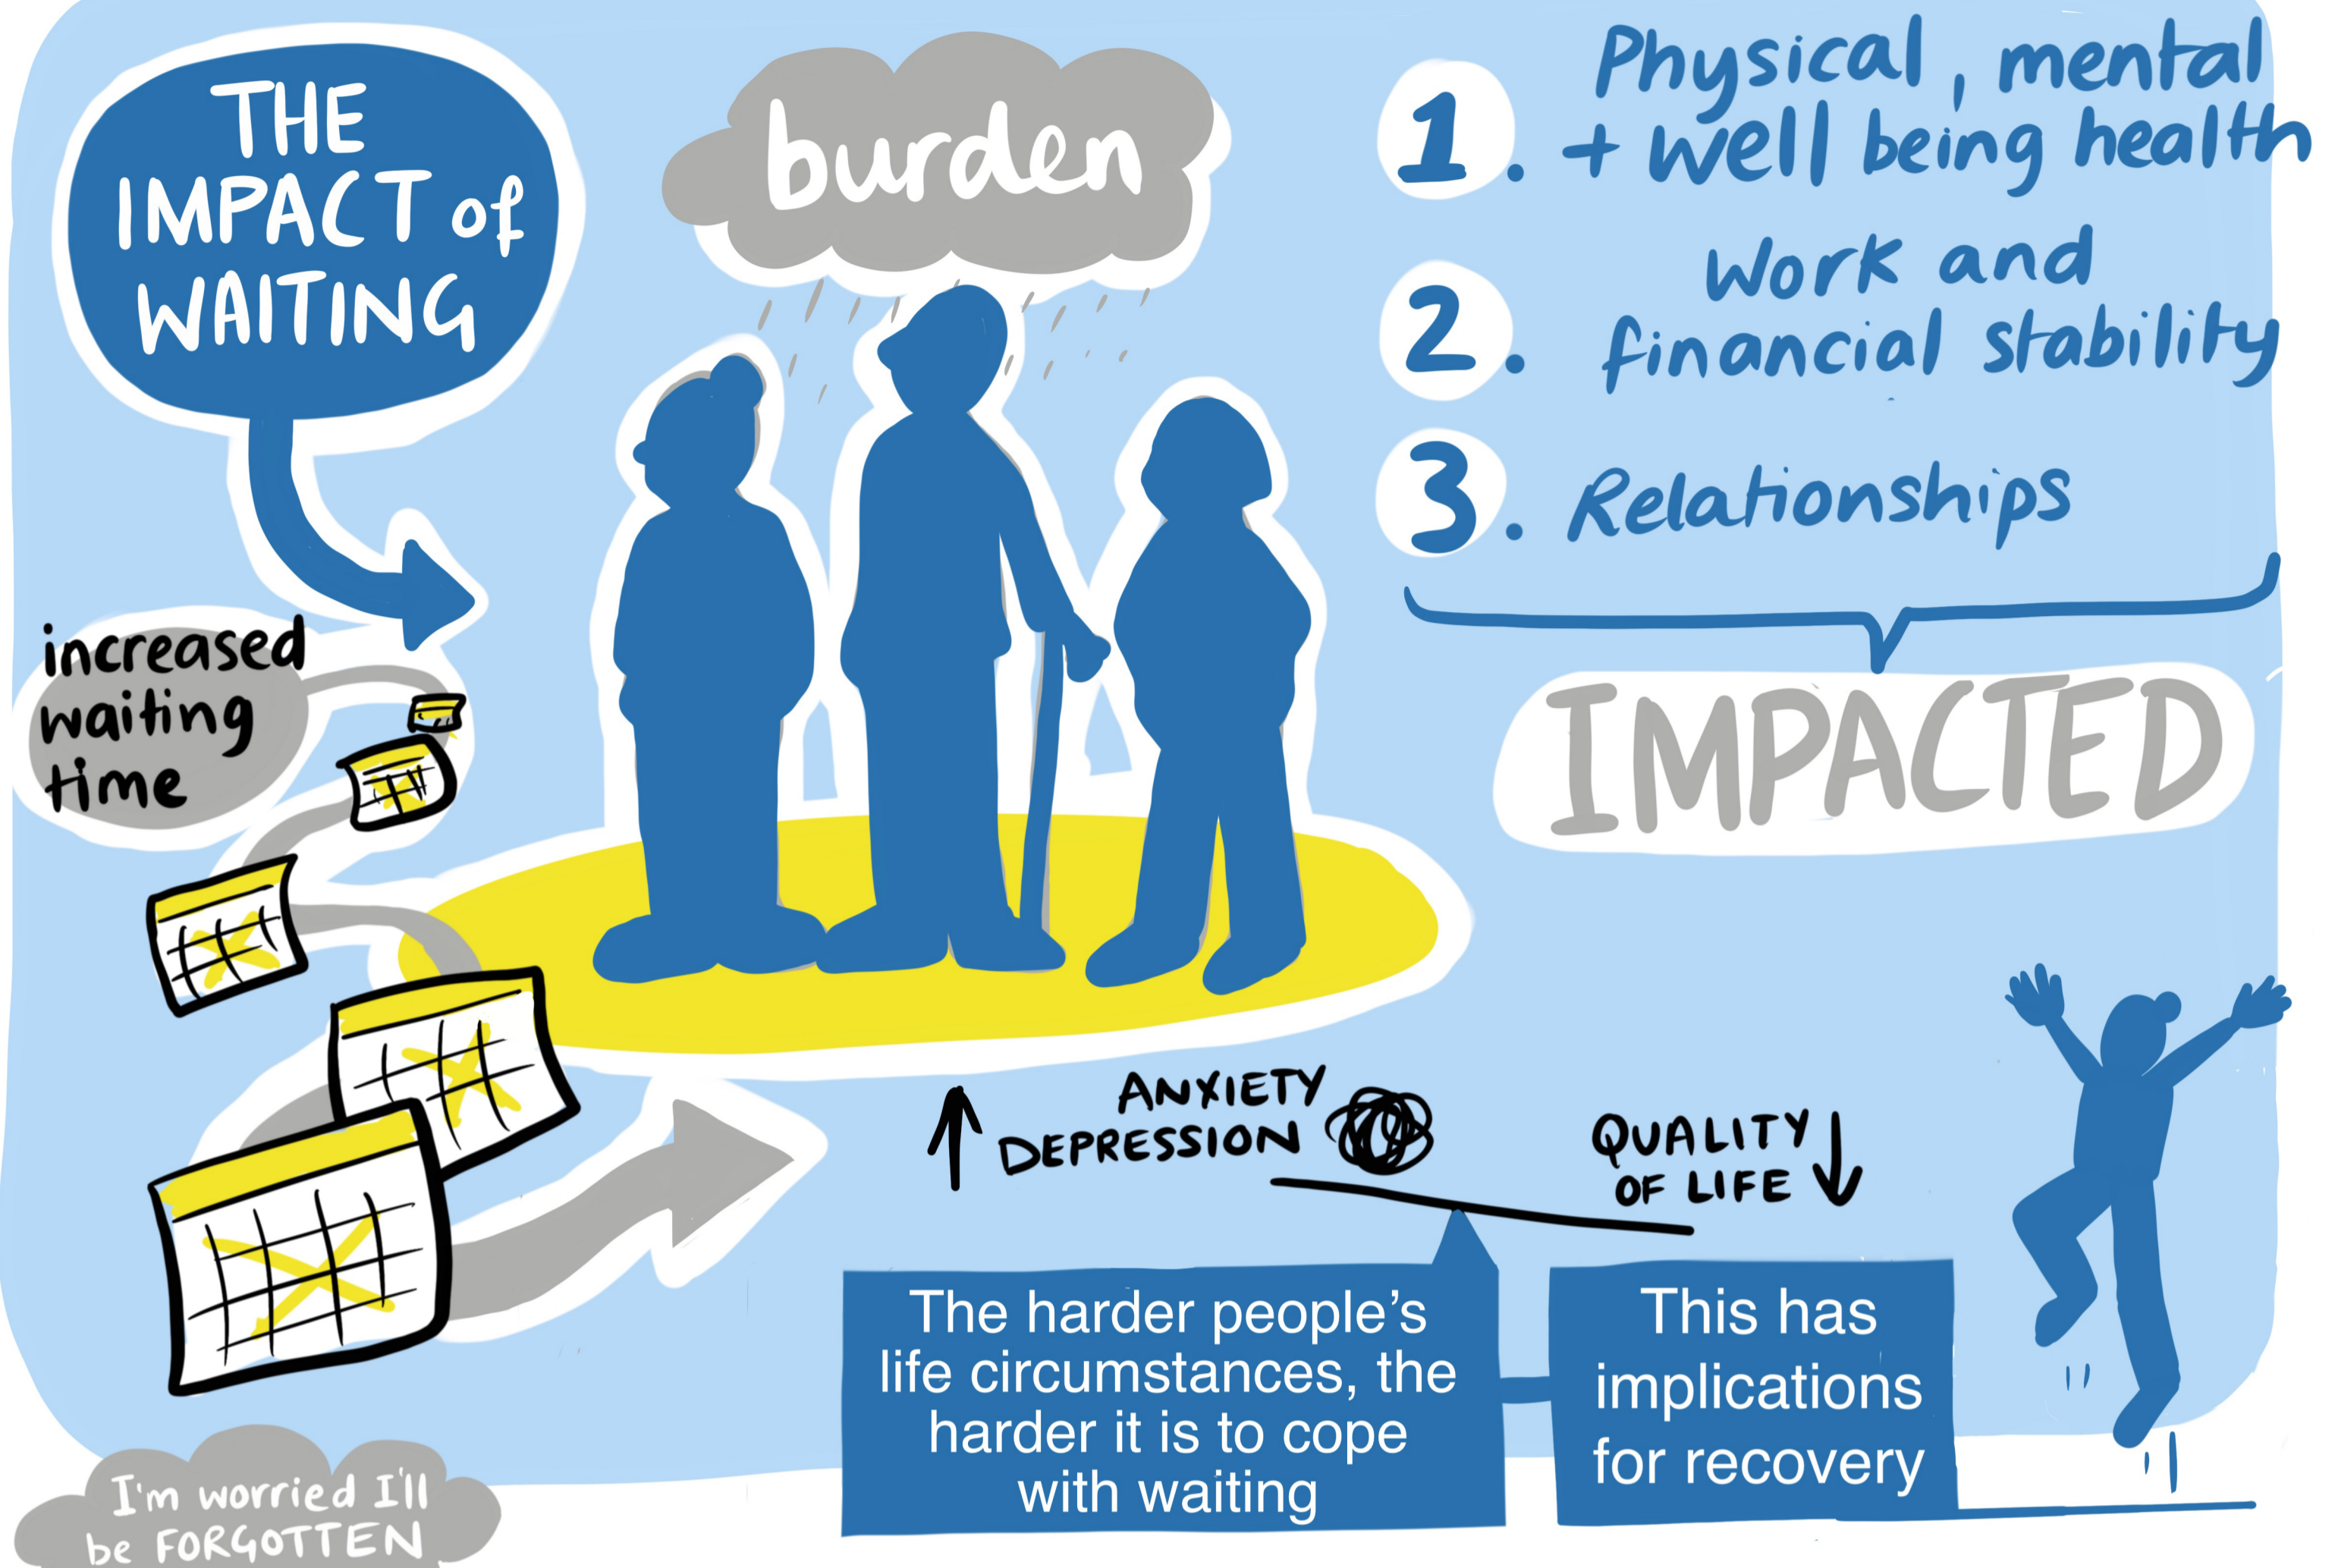 THE
IMPACT of
WAITING
burden
1. Physical, mental
+ well being health
2. Work and
financial stability
3. Relationships
IMPACTED
increased
waiting
time
ANXIETY
DEPRESSION
QUALITY
OF LIFE
The harder people's
life circumstances, the
harder it is to cope
with waiting
This has
implications
for recovery
I'm worried I'll
be FORGOTTEN